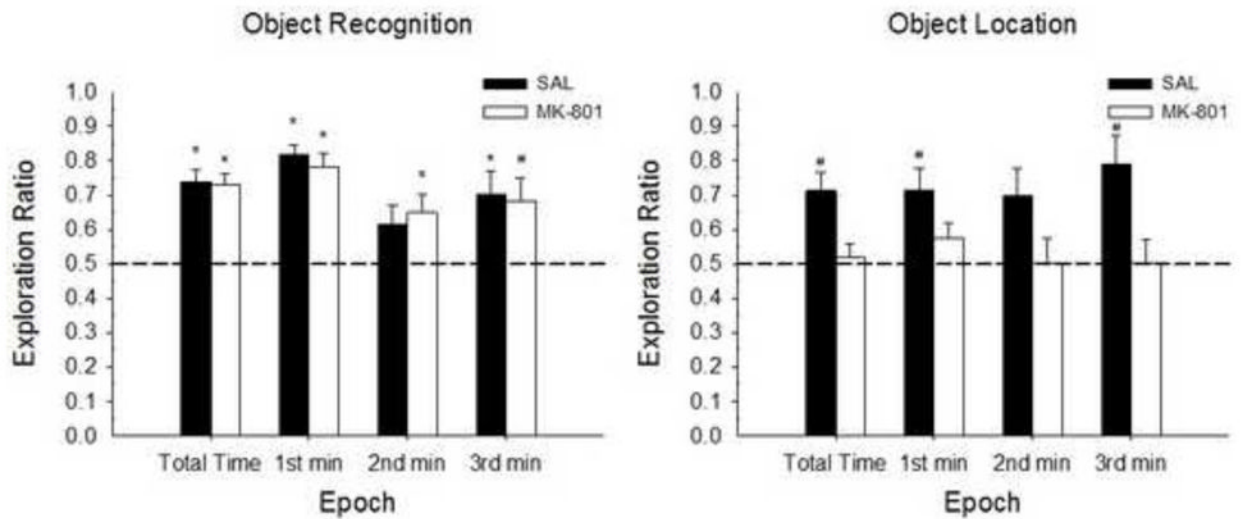 Object Recognition
SAL
MK-801
Exploration Ratio
1.0
0.9
0.8
0.7
0.6
0.5
0.4
0.3
0.2
0.1
0.0
* * * * * * #
Total Time 1st min 2nd min 3rd min
Epoch
Object Location
SAL
MK-801
Exploration Ratio
1.0
0.9
0.8
0.7
0.6
0.5
0.4
0.3
0.2
0.1
0.0
# # #
Total Time 1st min 2nd min 3rd min
Epoch